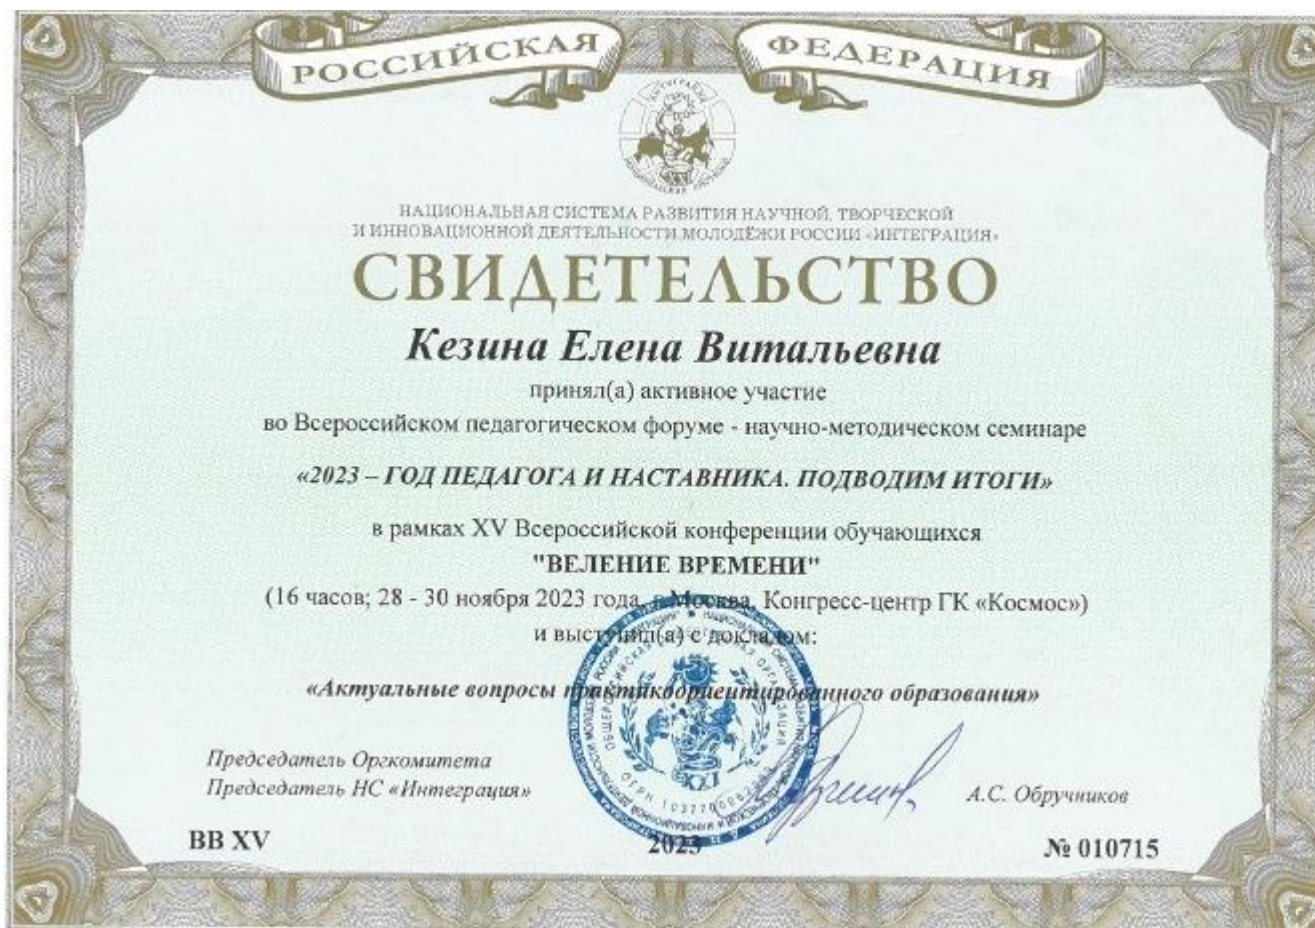 РОССИЙСКАЯ ФЕДЕРАЦИЯ
НАЦИОНАЛЬНАЯ СИСТЕМА РАЗВИТИЯ НАУЧНОЙ, ТВОРЧЕСКОЙ
И ИННОВАЦИОННОЙ ДЕЯТЕЛЬНОСТИ МОЛОДЁЖИ РОССИИ «ИНТЕГРАЦИЯ»
СВИДЕТЕЛЬСТВО
Кезина Елена Витальевна
принял(а) активное участие
во Всероссийском педагогическом форуме - научно-методическом семинаре
«2023 – ГОД ПЕДАГОГА И НАСТАВНИКА. ПОДВОДИМ ИТОГИ»
в рамках XV Всероссийской конференции обучающихся
"ВЕЛЕНИЕ ВРЕМЕНИ"
(16 часов; 28 - 30 ноября 2023 года, г. Москва, Конгресс-центр ГК «Космос»)
и выступил(а) с докладом:
«Актуальные вопросы практикоориентированного образования»
Председатель Оргкомитета
Председатель НС «Интеграция»
А.С. Обручников
ВВ XV
2023
№ 010715